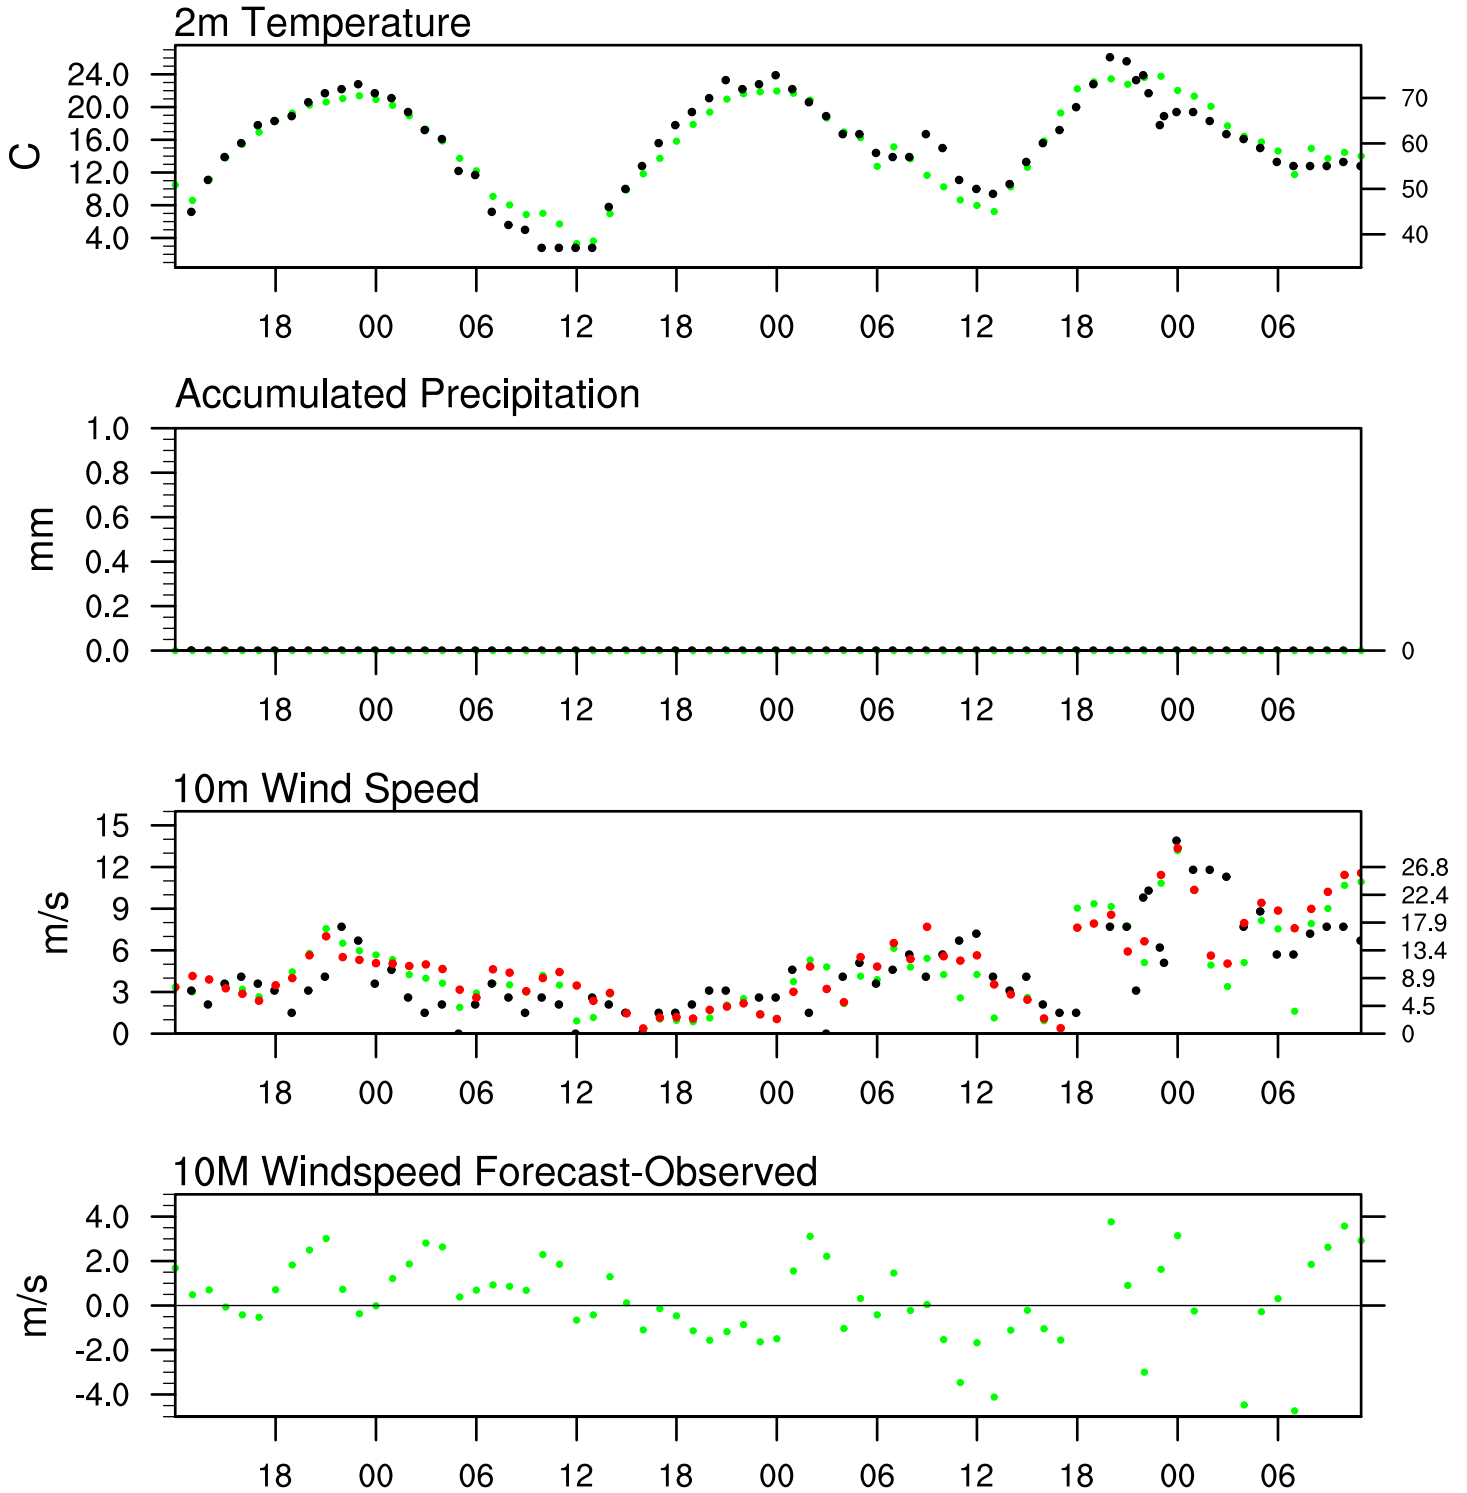 2m Temperature
24.0
20.0
16.0
12.0
8.0
4.0
C
70
60
50
40
18 00 06 12 18 00 06 12 18 00 06
Accumulated Precipitation
1.0
0.8
0.6
0.4
0.2
0.0
mm
0
18 00 06 12 18 00 06 12 18 00 06
10m Wind Speed
15
12
9
6
3
0
m/s
26.8
22.4
17.9
13.4
8.9
4.5
0
18 00 06 12 18 00 06 12 18 00 06
10M Windspeed Forecast-Observed
4.0
2.0
0.0
-2.0
-4.0
m/s
18 00 06 12 18 00 06 12 18 00 06